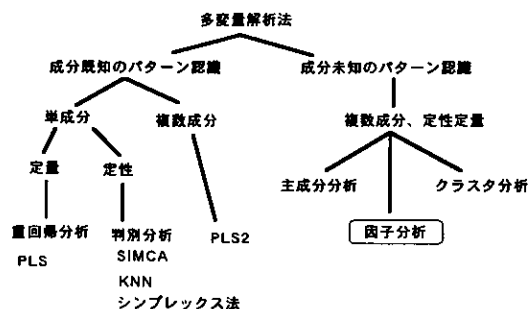 多変量解析法
成分既知のパターン認識
成分未知のパターン認識
単成分
複数成分
複数成分、定性定量
定量
定性
主成分分析
クラスタ分析
重回帰分析
判別分析
PLS2
因子分析
PLS
SIMCA
KNN
シンプレックス法